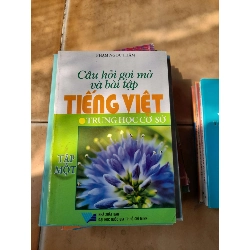 Câu hỏi gợi mở
và bài tập
TIẾNG VIỆT
TRUNG HỌC CƠ SỞ
TẬP
MỘT